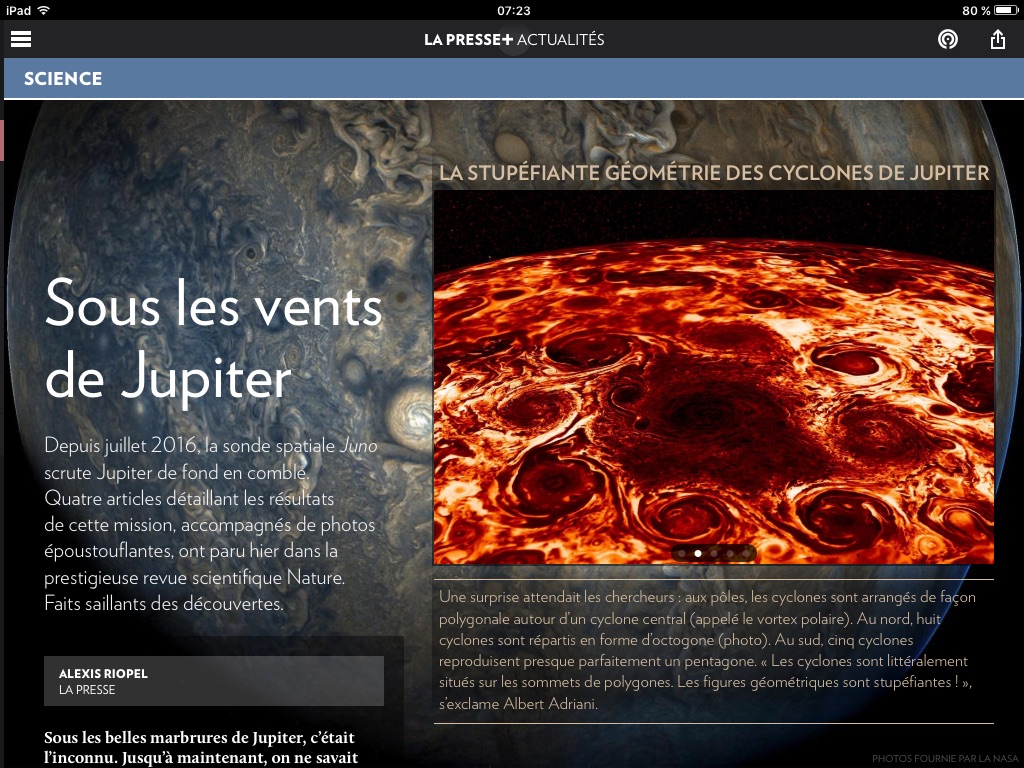 iPad 07:23 80 %
LA PRESSE+ ACTUALITÉS
SCIENCE
Sous les vents
de Jupiter
Depuis juillet 2016, la sonde spatiale Juno
scrute Jupiter de fond en comble.
Quatre articles détaillant les résultats
de cette mission, accompagnés de photos
époustouflantes, ont paru hier dans la
prestigieuse revue scientifique Nature.
Faits saillants des découvertes.
ALEXIS RIOPEL
LA PRESSE
Sous les belles marbrures de Jupiter, c’était
l’inconnu. Jusqu’à maintenant, on ne savait
LA STUPÉFIANTE GÉOMÉTRIE DES CYCLONES DE JUPITER
Une surprise attendait les chercheurs : aux pôles, les cyclones sont arrangés de façon
polygonale autour d’un cyclone central (appelé le vortex polaire). Au nord, huit
cyclones sont répartis en forme d’octogone (photo). Au sud, cinq cyclones
reproduisent presque parfaitement un pentagone. « Les cyclones sont littéralement
situés sur les sommets de polygones. Les figures géométriques sont stupéfiantes ! »,
s’exclame Albert Adriani.
PHOTOS FOURNIE PAR LA NASA